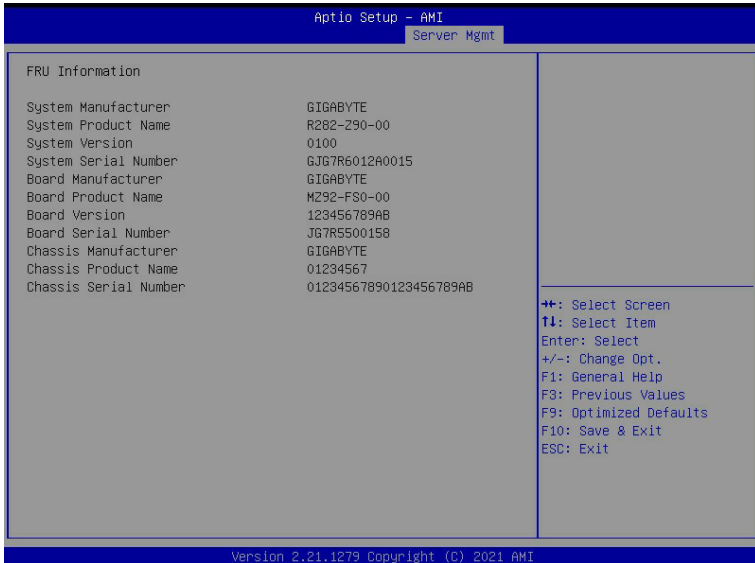 Aptio Setup – AMI
Server Mgmt
FRU Information
System Manufacturer GIGABYTE
System Product Name R282-Z90-00
System Version 0100
System Serial Number GJG7R6012A0015
Board Manufacturer GIGABYTE
Board Product Name MZ92-FS0-00
Board Version 123456789AB
Board Serial Number JG7R5500158
Chassis Manufacturer GIGABYTE
Chassis Product Name 01234567
Chassis Serial Number 01234567890123456789AB
→←: Select Screen
↑↓: Select Item
Enter: Select
+/-: Change Opt.
F1: General Help
F3: Previous Values
F9: Optimized Defaults
F10: Save & Exit
ESC: Exit
Version 2.21.1279 Copyright (C) 2021 AMI